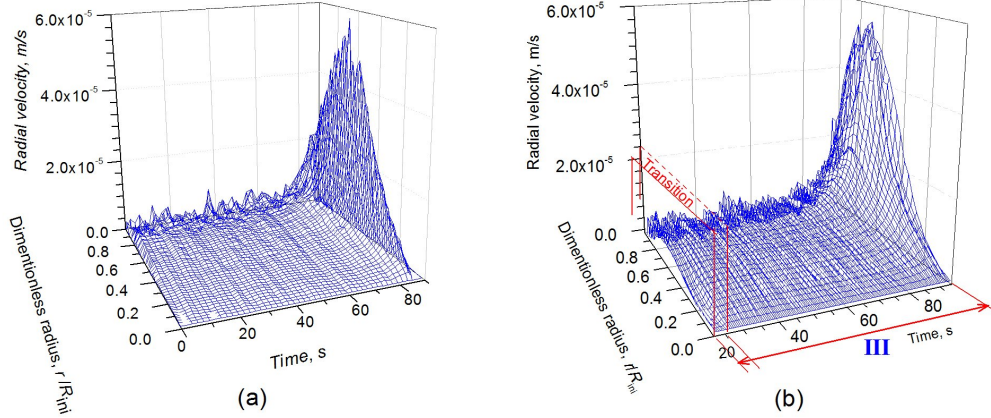 6.0x10⁻⁵
4.0x10⁻⁵
2.0x10⁻⁵
0.0
Radial velocity, m/s
0.8
0.6
0.4
0.2
0.0
Dimentionless radius, r /Rini
0
20
40
60
80
Time, s
(a)
6.0x10⁻⁵
4.0x10⁻⁵
2.0x10⁻⁵
0.0
Radial velocity, m/s
Transition
0.8
0.6
0.4
0.2
0.0
Dimentionless radius, r/Rini
20
40
60
80
Time, s
III
(b)